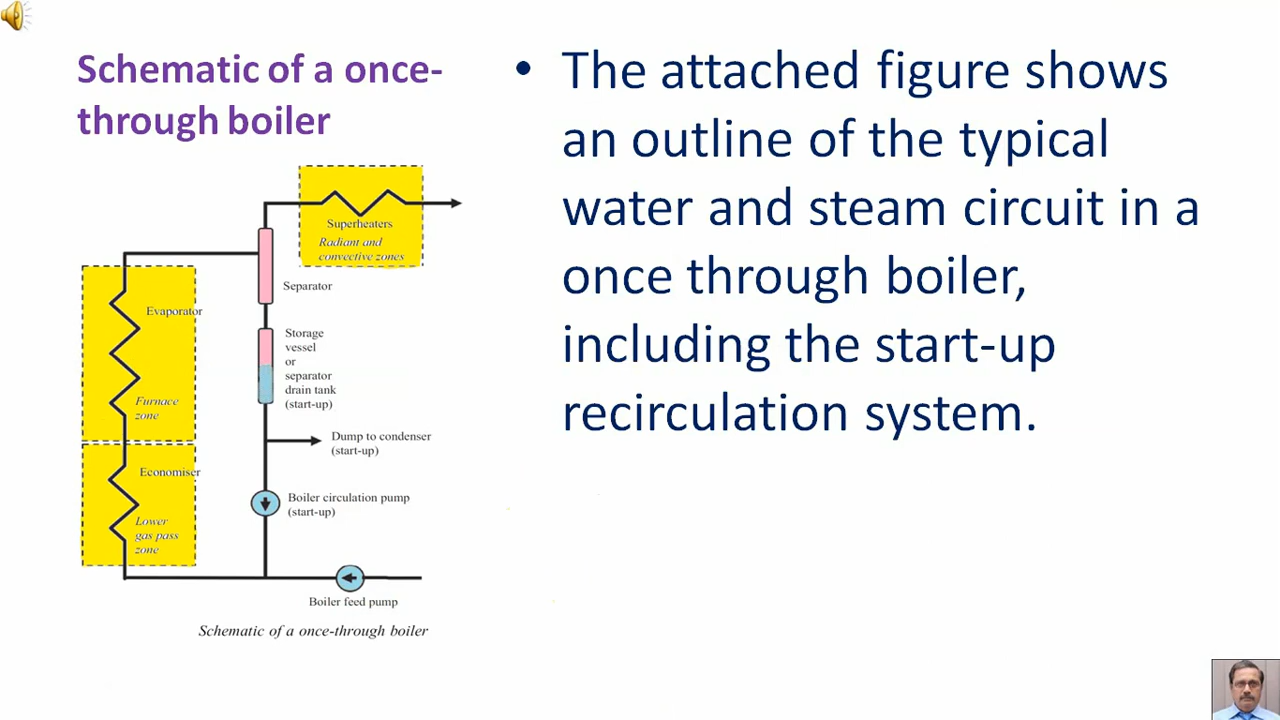 Schematic of a once-
through boiler
• The attached figure shows
an outline of the typical
water and steam circuit in a
once through boiler,
including the start-up
recirculation system.
Superheaters
Radiant and
convective zones
Separator
Evaporator
Furnace
zone
Storage
vessel
or
separator
drain tank
(start-up)
Dump to condenser
(start-up)
Economiser
Lower
gas pass
zone
Boiler circulation pump
(start-up)
Boiler feed pump
Schematic of a once-through boiler